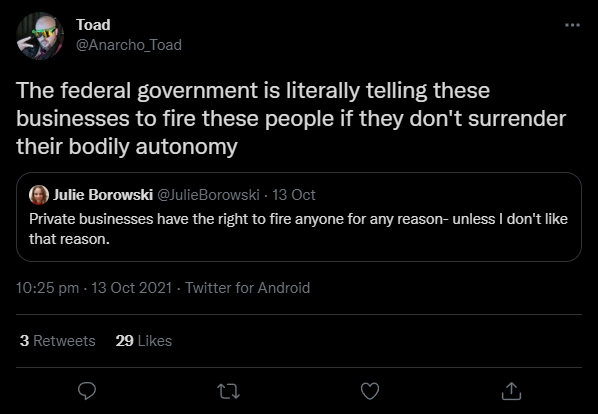 Toad
@Anarcho_Toad
The federal government is literally telling these
businesses to fire these people if they don't surrender
their bodily autonomy
Julie Borowski @JulieBorowski · 13 Oct
Private businesses have the right to fire anyone for any reason- unless I don't like
that reason.
10:25 pm · 13 Oct 2021 · Twitter for Android
3 Retweets 29 Likes